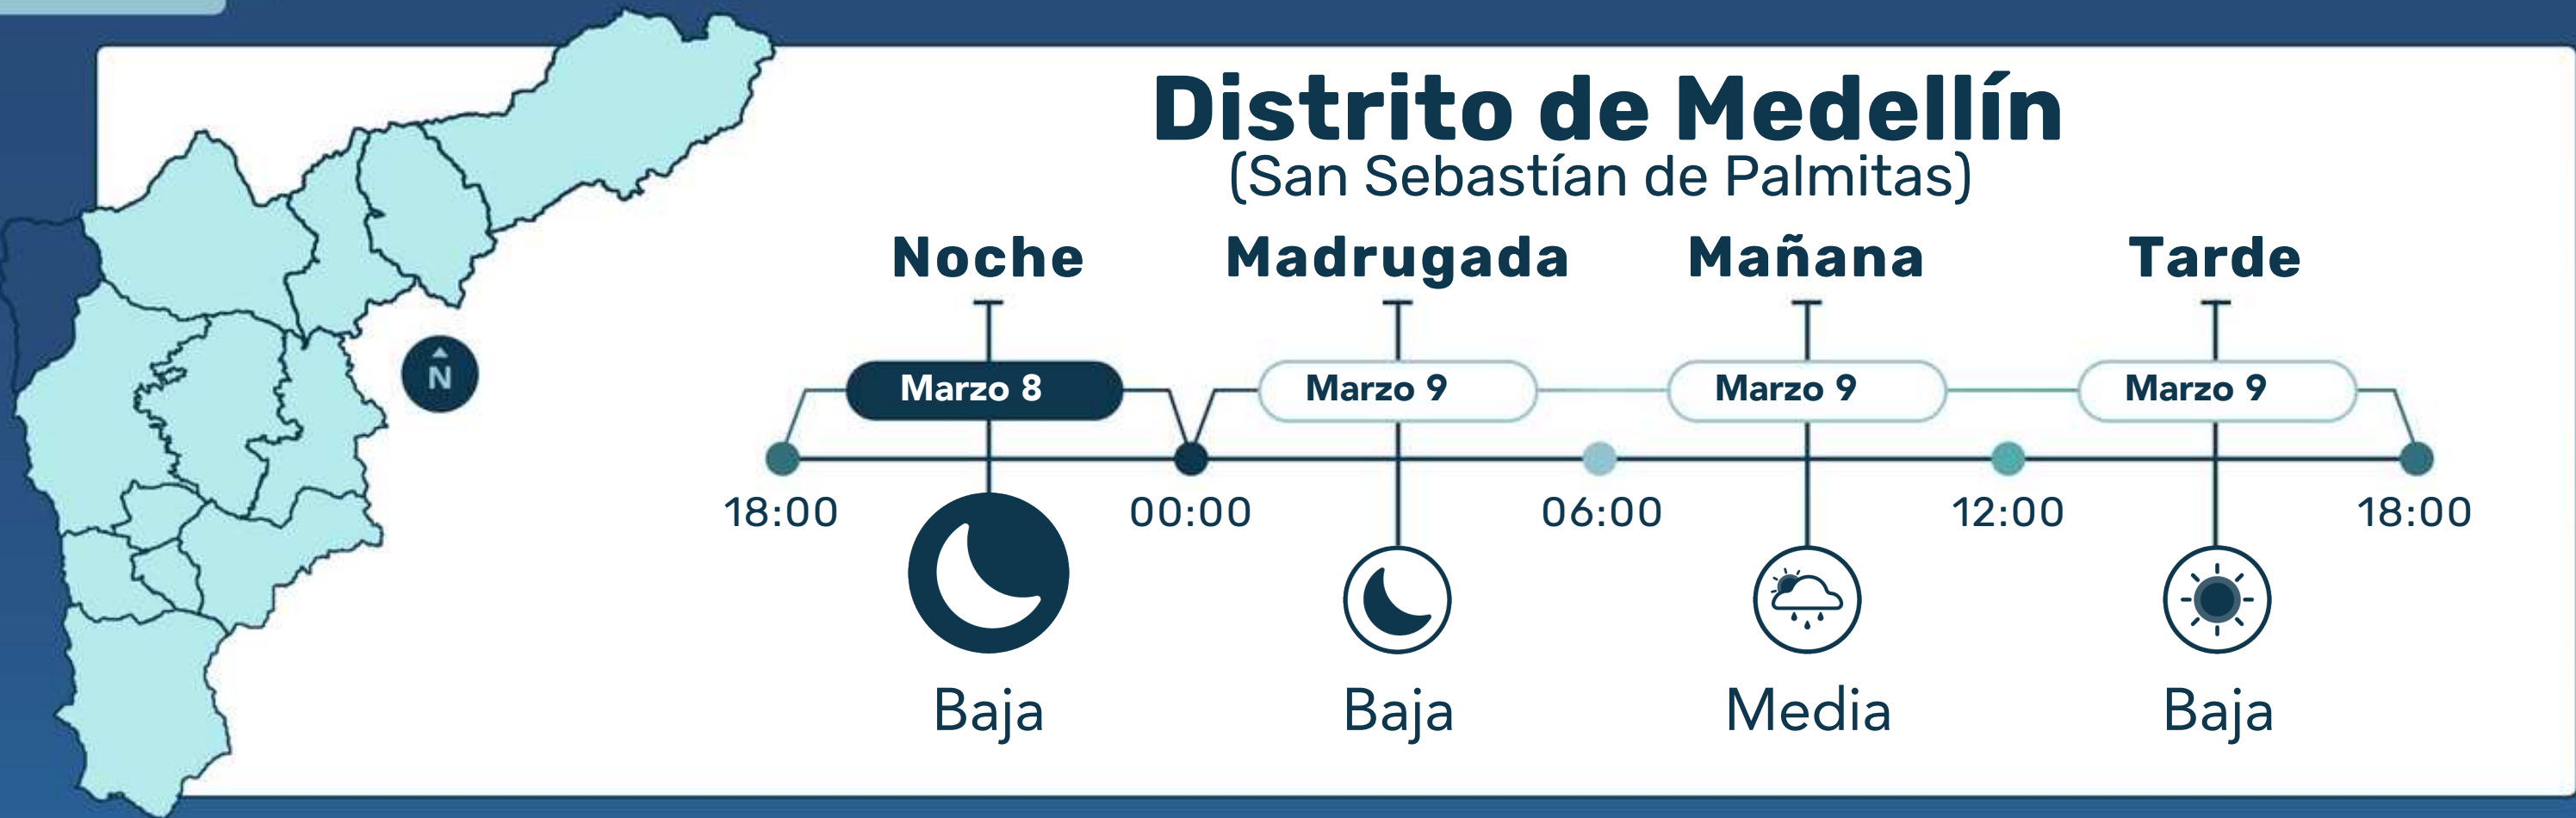 Distrito de Medellín
(San Sebastían de Palmitas)
Noche Madrugada Mañana Tarde
N
Marzo 8 Marzo 9 Marzo 9 Marzo 9
18:00 00:00 06:00 12:00 18:00
Baja Baja Media Baja